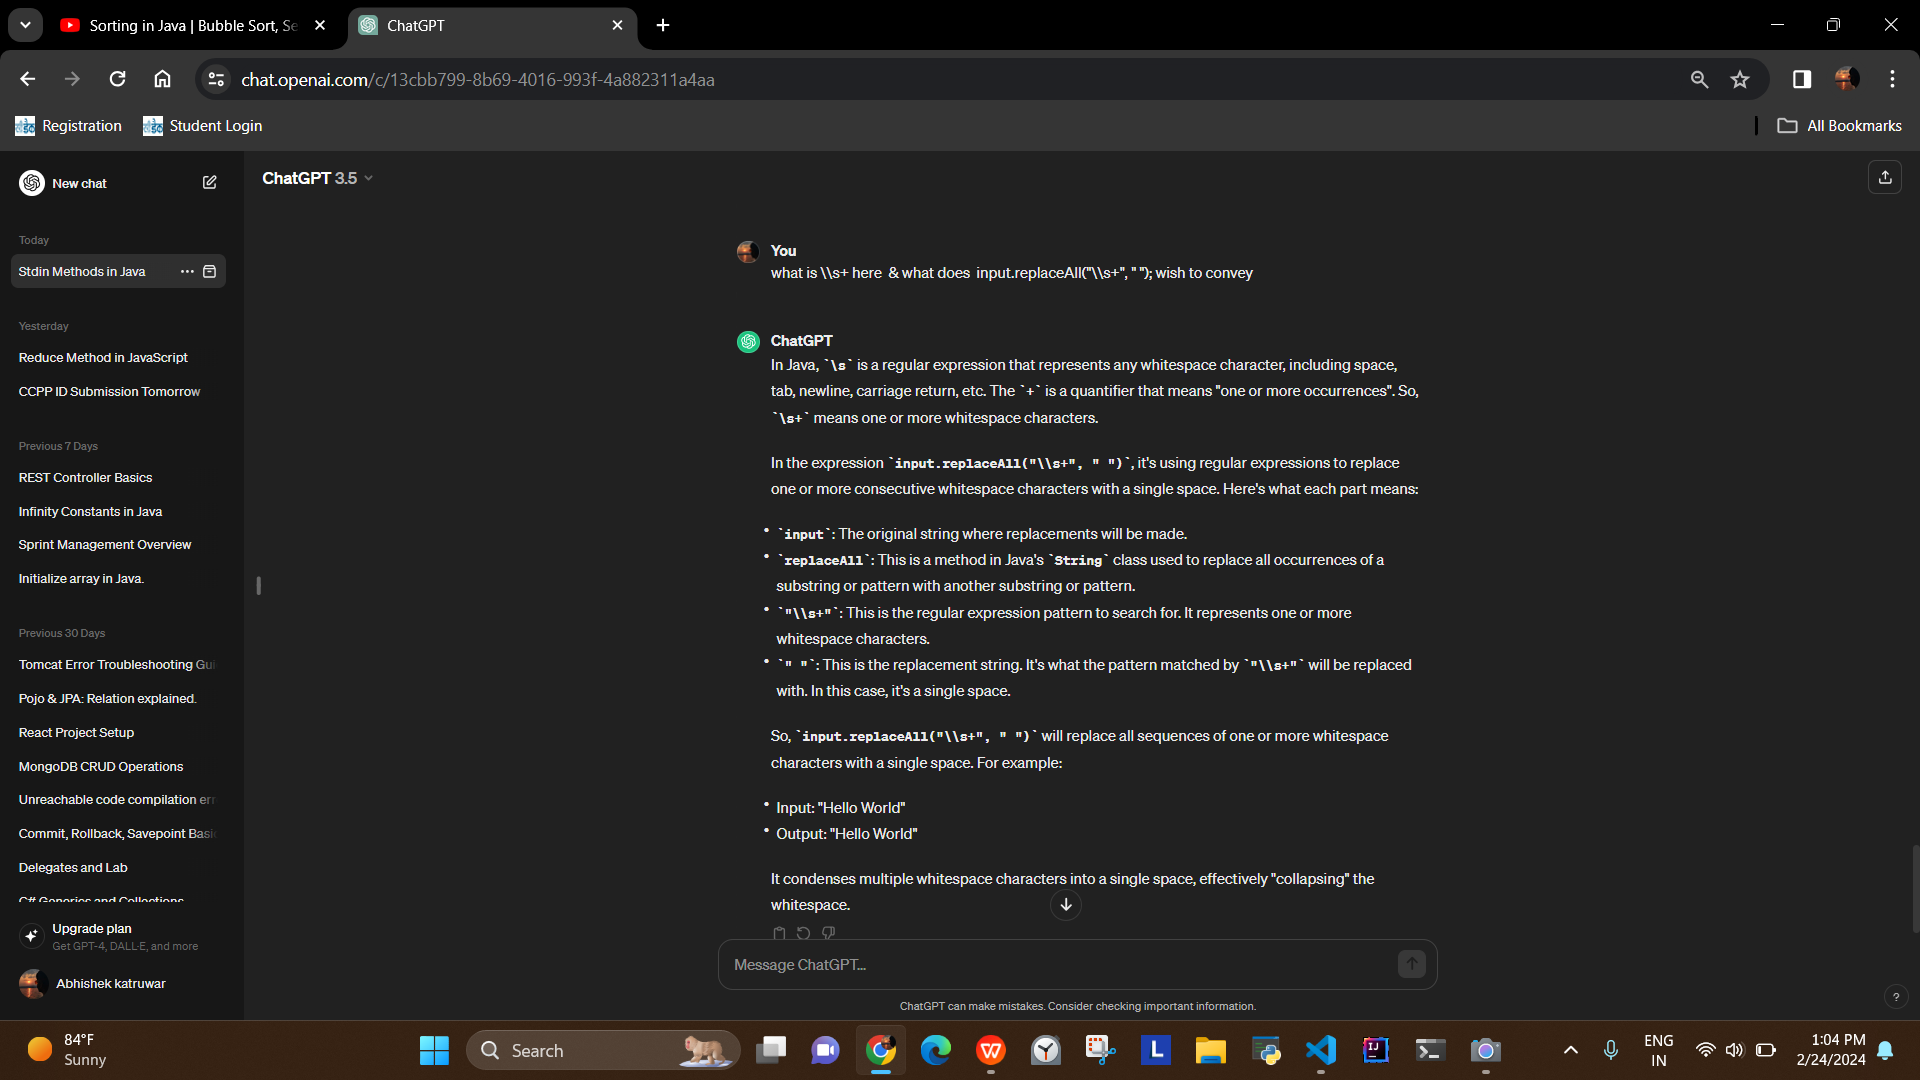 Sorting in Java | Bubble Sort, Se
ChatGPT
chat.openai.com/c/13cbb799-8b69-4016-993f-4a882311a4aa
Registration
Student Login
All Bookmarks
New chat
ChatGPT 3.5
Today
Stdin Methods in Java
Yesterday
Reduce Method in JavaScript
CCPP ID Submission Tomorrow
Previous 7 Days
REST Controller Basics
Infinity Constants in Java
Sprint Management Overview
Initialize array in Java.
Previous 30 Days
Tomcat Error Troubleshooting Gui
Pojo & JPA: Relation explained.
React Project Setup
MongoDB CRUD Operations
Unreachable code compilation err
Commit, Rollback, Savepoint Basic
Delegates and Lab
C# Generics and Collections
Upgrade plan
Get GPT-4, DALL·E, and more
Abhishek katruwar
You
what is \\s+ here  & what does  input.replaceAll("\\s+", " "); wish to convey
ChatGPT
In Java, `\s` is a regular expression that represents any whitespace character, including space,
tab, newline, carriage return, etc. The `+` is a quantifier that means "one or more occurrences". So,
`\s+` means one or more whitespace characters.
In the expression `input.replaceAll("\\s+", " ")`, it's using regular expressions to replace
one or more consecutive whitespace characters with a single space. Here's what each part means:
• `input`: The original string where replacements will be made.
• `replaceAll`: This is a method in Java's `String` class used to replace all occurrences of a
substring or pattern with another substring or pattern.
• `"\\s+"`: This is the regular expression pattern to search for. It represents one or more
whitespace characters.
• `" "`: This is the replacement string. It's what the pattern matched by `"\\s+"` will be replaced
with. In this case, it's a single space.
So, `input.replaceAll("\\s+", " ")` will replace all sequences of one or more whitespace
characters with a single space. For example:
• Input: "Hello World"
• Output: "Hello World"
It condenses multiple whitespace characters into a single space, effectively "collapsing" the
whitespace.
Message ChatGPT...
ChatGPT can make mistakes. Consider checking important information.
?
84°F
Sunny
Search
ENG
IN
1:04 PM
2/24/2024